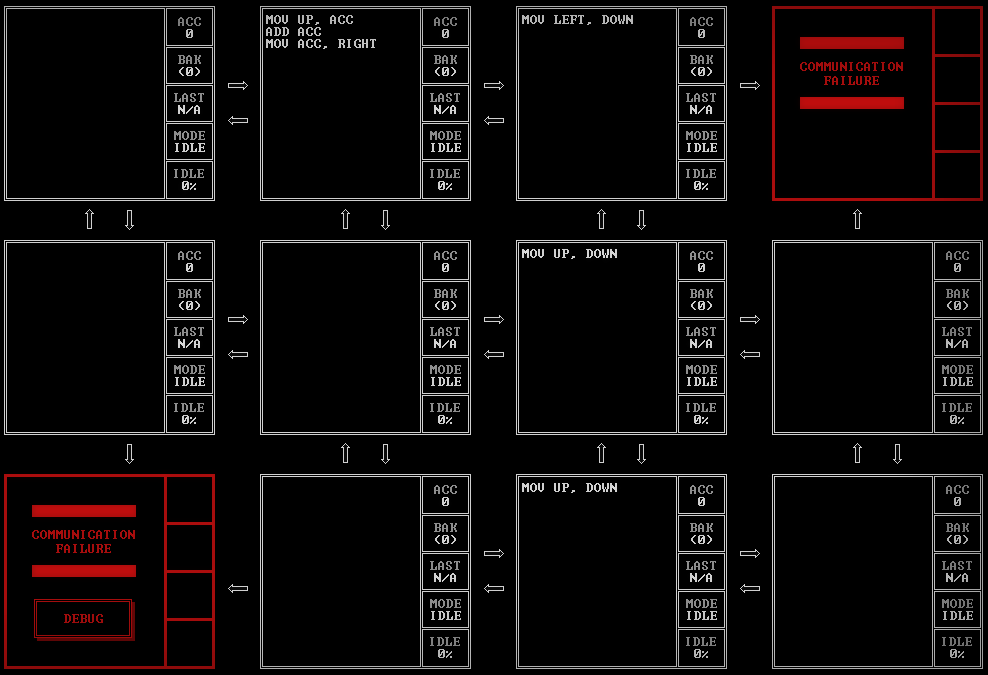 ACC
0
BAK
(0)
LAST
N/A
MODE
IDLE
IDLE
0%
MOV UP, ACC
ADD ACC
MOV ACC, RIGHT
ACC
0
BAK
(0)
LAST
N/A
MODE
IDLE
IDLE
0%
MOV LEFT, DOWN
ACC
0
BAK
(0)
LAST
N/A
MODE
IDLE
IDLE
0%
COMMUNICATION
FAILURE
ACC
0
BAK
(0)
LAST
N/A
MODE
IDLE
IDLE
0%
ACC
0
BAK
(0)
LAST
N/A
MODE
IDLE
IDLE
0%
MOV UP, DOWN
ACC
0
BAK
(0)
LAST
N/A
MODE
IDLE
IDLE
0%
ACC
0
BAK
(0)
LAST
N/A
MODE
IDLE
IDLE
0%
COMMUNICATION
FAILURE
DEBUG
ACC
0
BAK
(0)
LAST
N/A
MODE
IDLE
IDLE
0%
MOV UP, DOWN
ACC
0
BAK
(0)
LAST
N/A
MODE
IDLE
IDLE
0%
ACC
0
BAK
(0)
LAST
N/A
MODE
IDLE
IDLE
0%